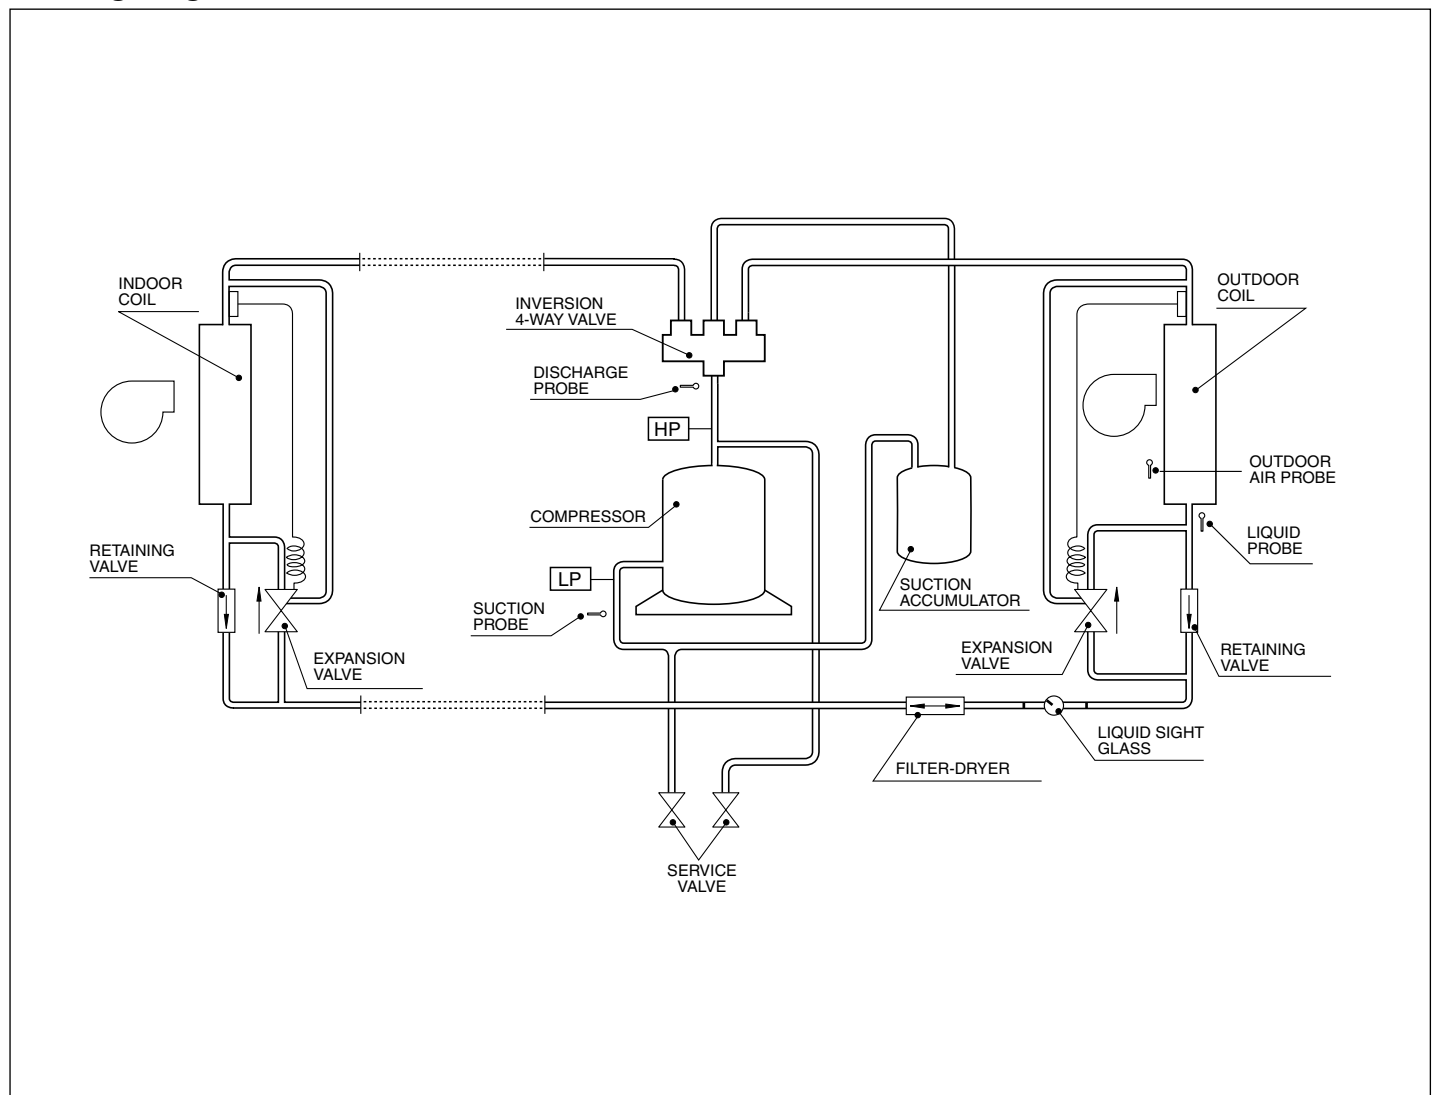 INDOOR
COIL
INVERSION
4-WAY VALVE
OUTDOOR
COIL
DISCHARGE
PROBE
HP
OUTDOOR
AIR PROBE
COMPRESSOR
LIQUID
PROBE
RETAINING
VALVE
LP
SUCTION
ACCUMULATOR
SUCTION
PROBE
EXPANSION
VALVE
EXPANSION
VALVE
RETAINING
VALVE
LIQUID SIGHT
GLASS
FILTER-DRYER
SERVICE
VALVE